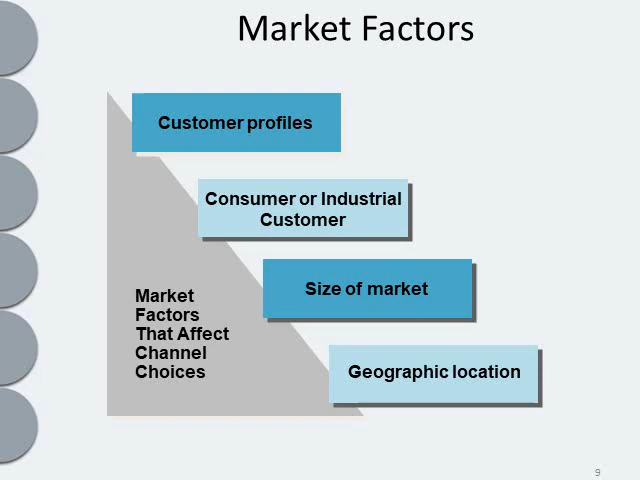 Market Factors
Customer profiles
Consumer or Industrial
Customer
Size of market
Market
Factors
That Affect
Channel
Choices
Geographic location
9